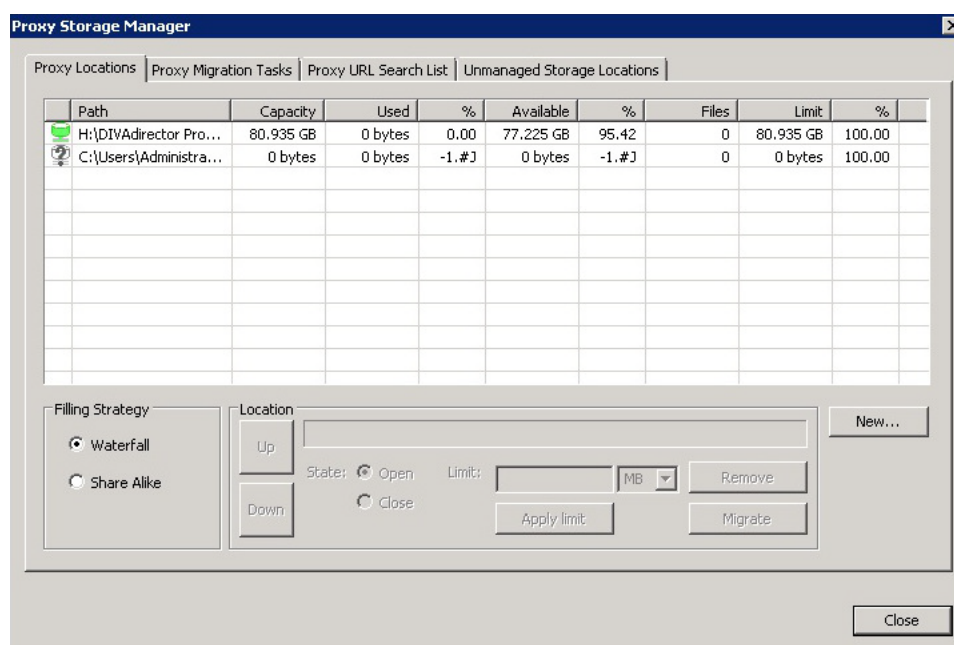 Proxy Storage Manager
Proxy Locations Proxy Migration Tasks Proxy URL Search List Unmanaged Storage Locations
Path Capacity Used % Available % Files Limit %
H:\DIVAdirector Pro... 80.935 GB 0 bytes 0.00 77.225 GB 95.42 0 80.935 GB 100.00
C:\Users\Administra... 0 bytes 0 bytes -1.#J 0 bytes -1.#J 0 0 bytes 100.00
Filling Strategy Location
Waterfall Up New...
State: Open Limit: MB Remove
Share Alike
Close
Down Apply limit Migrate
Close